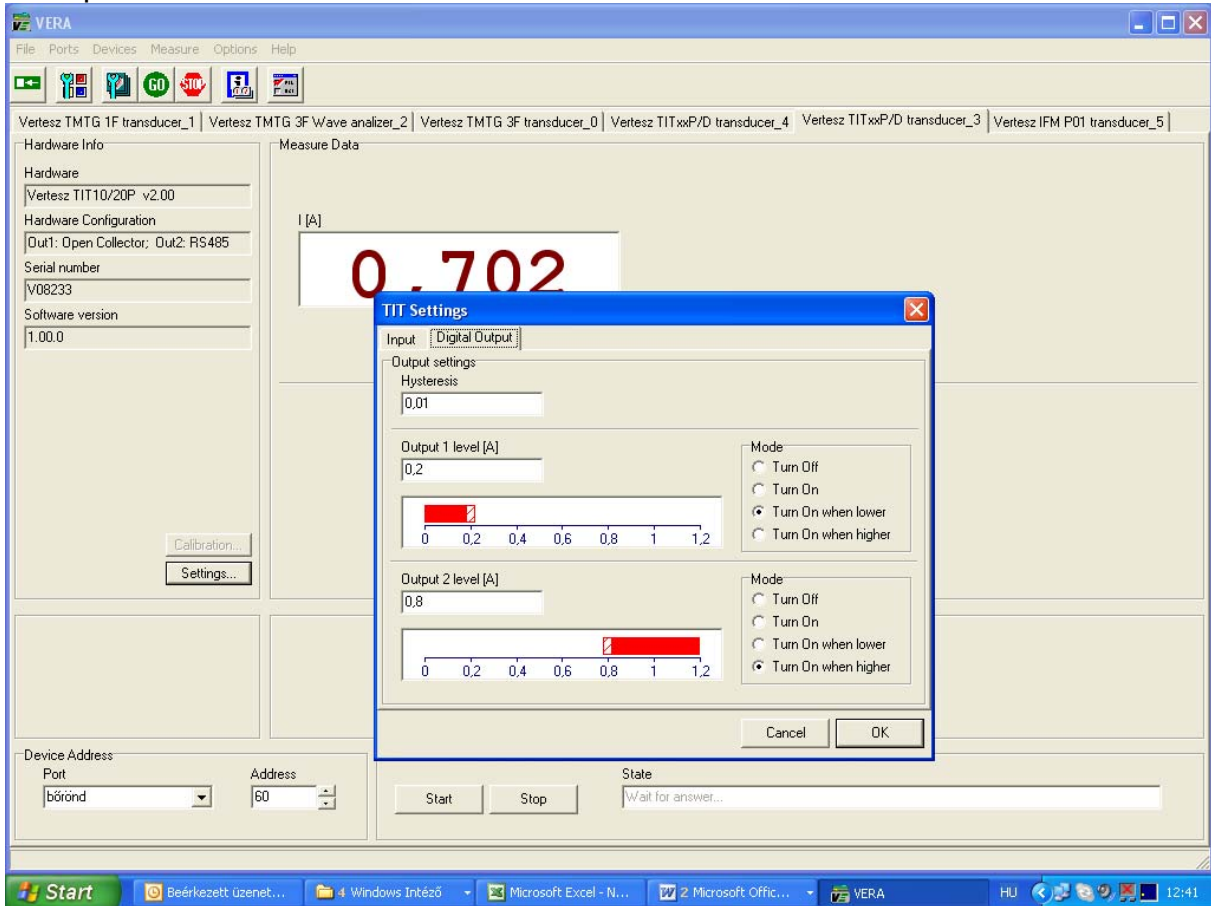 VERA
File Ports Devices Measure Options Help
GO STOP
Vertesz TMTG 1F transducer_1 Vertesz TMTG 3F Wave analizer_2 Vertesz TMTG 3F transducer_0 Vertesz TITxxP/D transducer_4 Vertesz TITxxP/D transducer_3 Vertesz IFM P01 transducer_5
Hardware Info
Hardware
Vertesz TIT10/20P v2.00
Hardware Configuration
Out1: Open Collector; Out2: RS485
Serial number
V08233
Software version
1.00.0
Calibration...
Settings...
Measure Data
I [A]
0,702
TIT Settings
Input Digital Output
Output settings
Hysteresis
0,01
Output 1 level [A]
0,2
0 0,2 0,4 0,6 0,8 1 1,2
Mode
Turn Off
Turn On
Turn On when lower
Turn On when higher
Output 2 level [A]
0,8
0 0,2 0,4 0,6 0,8 1 1,2
Mode
Turn Off
Turn On
Turn On when lower
Turn On when higher
Cancel OK
Device Address
Port Address
bőrönd 60
Start Stop
State
Wait for answer...
Start Beérkezett üzenet... 4 Windows Intéző Microsoft Excel - N... 2 Microsoft Offic... VERA HU 12:41